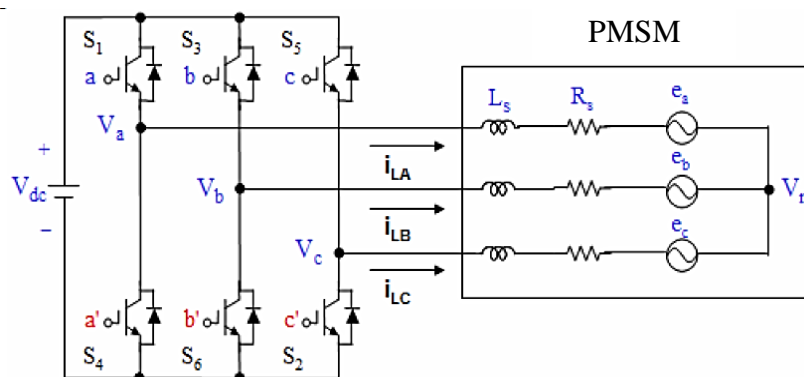 PMSM
S1 S3 S5
a b c
Ls Rs ea
Va
+
Vdc
−
iLA
eb
Vb
Vn
iLB
ec
Vc
iLC
a' b' c'
S4 S6 S2